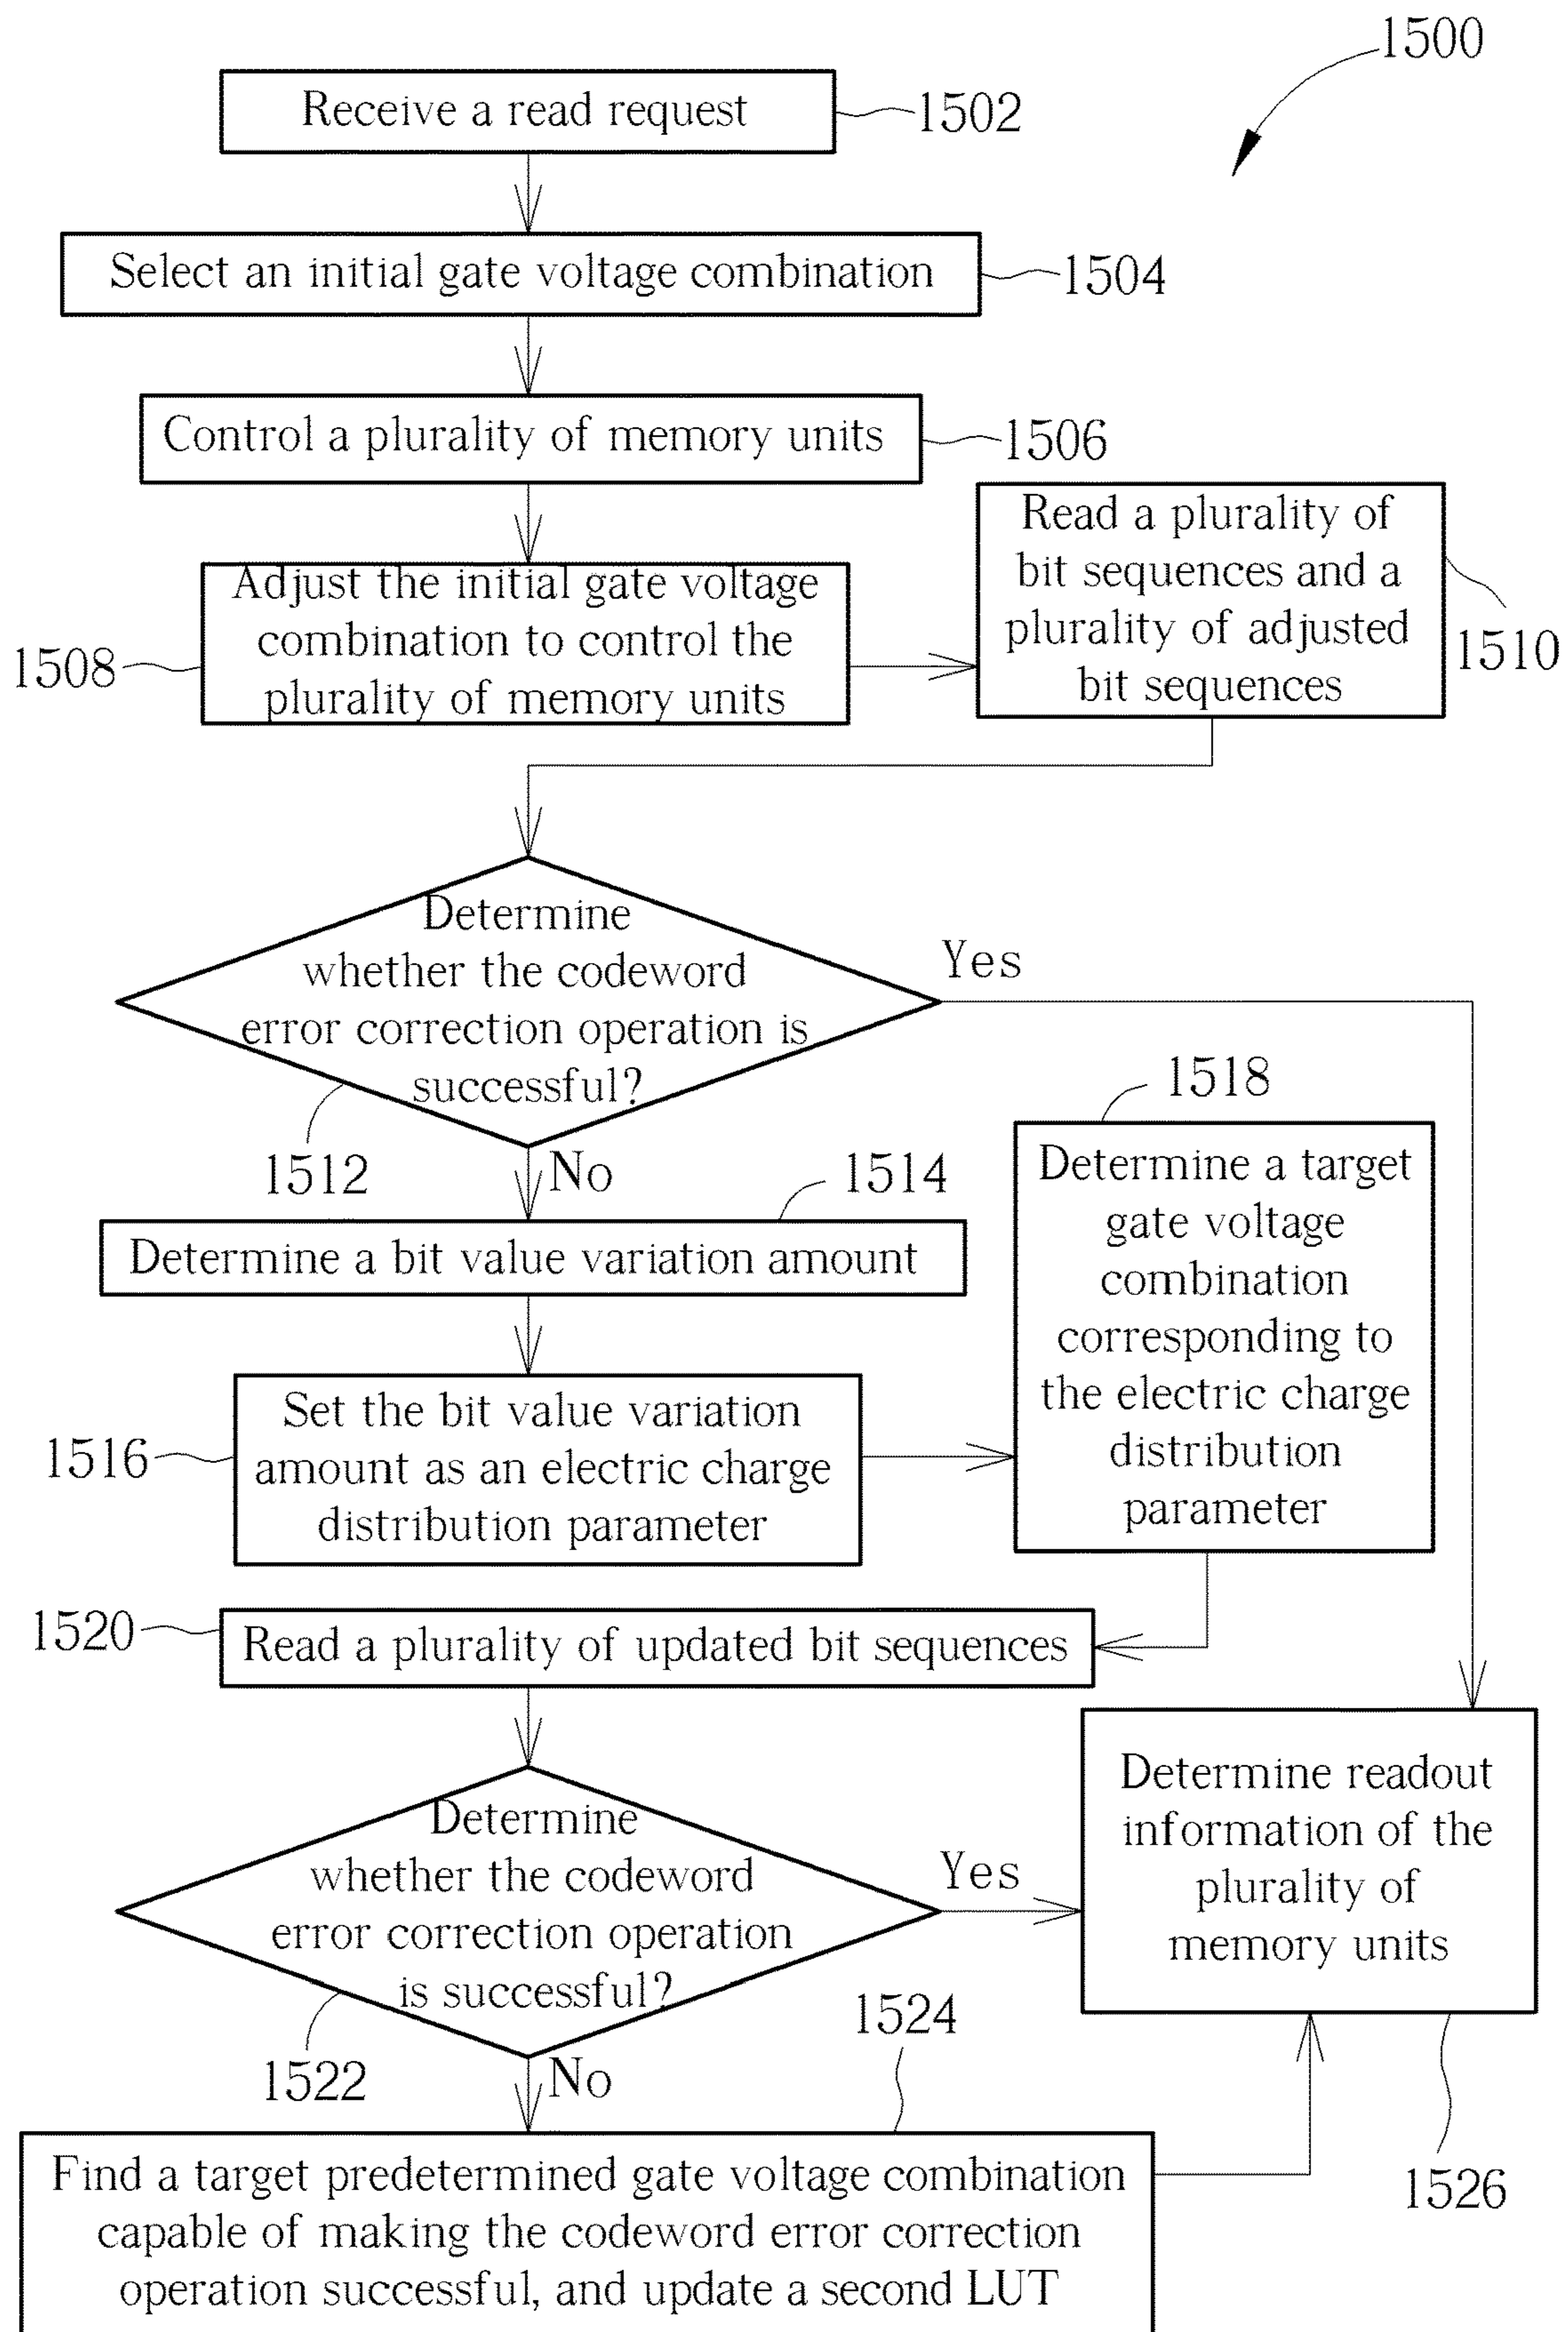 1500
Receive a read request
1502
Select an initial gate voltage combination
1504
Control a plurality of memory units
1506
Adjust the initial gate voltage
combination to control the
plurality of memory units
1508
Read a plurality of
bit sequences and a
plurality of adjusted
bit sequences
1510
Determine
whether the codeword
error correction operation is
successful?
Yes
1512
No
1514
Determine a bit value variation amount
1516
Set the bit value variation
amount as an electric charge
distribution parameter
1518
Determine a target
gate voltage
combination
corresponding to
the electric charge
distribution
parameter
1520
Read a plurality of updated bit sequences
Determine
whether the codeword
error correction operation
is successful?
Yes
1522
No
Determine readout
information of the
plurality of
memory units
1524
Find a target predetermined gate voltage combination
capable of making the codeword error correction
operation successful, and update a second LUT
1526